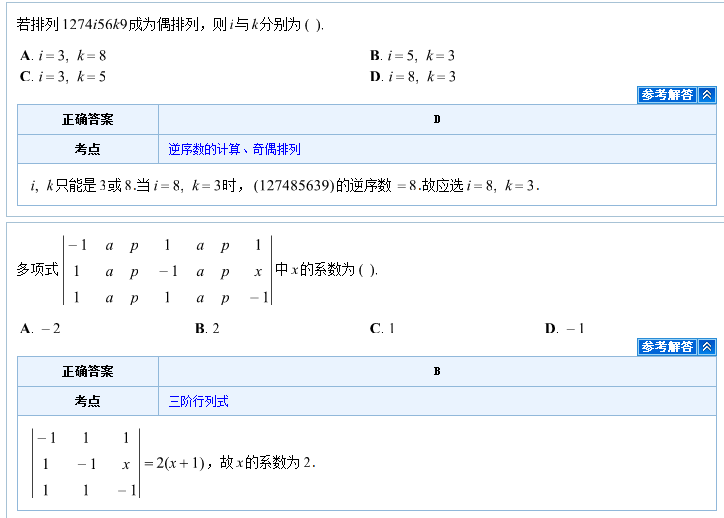 若排列1274i56k9成为偶排列，则i与k分别为 ( ).
A. i = 3, k = 8 B. i = 5, k = 3
C. i = 3, k = 5 D. i = 8, k = 3
参考解答
正确答案 D
考点 逆序数的计算、奇偶排列
i, k只能是3或8.当i = 8, k = 3时，(127485639)的逆序数 = 8.故应选i = 8, k = 3.
多项式 | -1 a p 1 a p 1 |
| 1 a p -1 a p x | 中x的系数为 ( ).
| 1 a p 1 a p -1 |
A. -2 B. 2 C. 1 D. -1
参考解答
正确答案 B
考点 三阶行列式
| -1 1 1 |
| 1 -1 x | = 2(x+1)，故x的系数为2.
| 1 1 -1 |